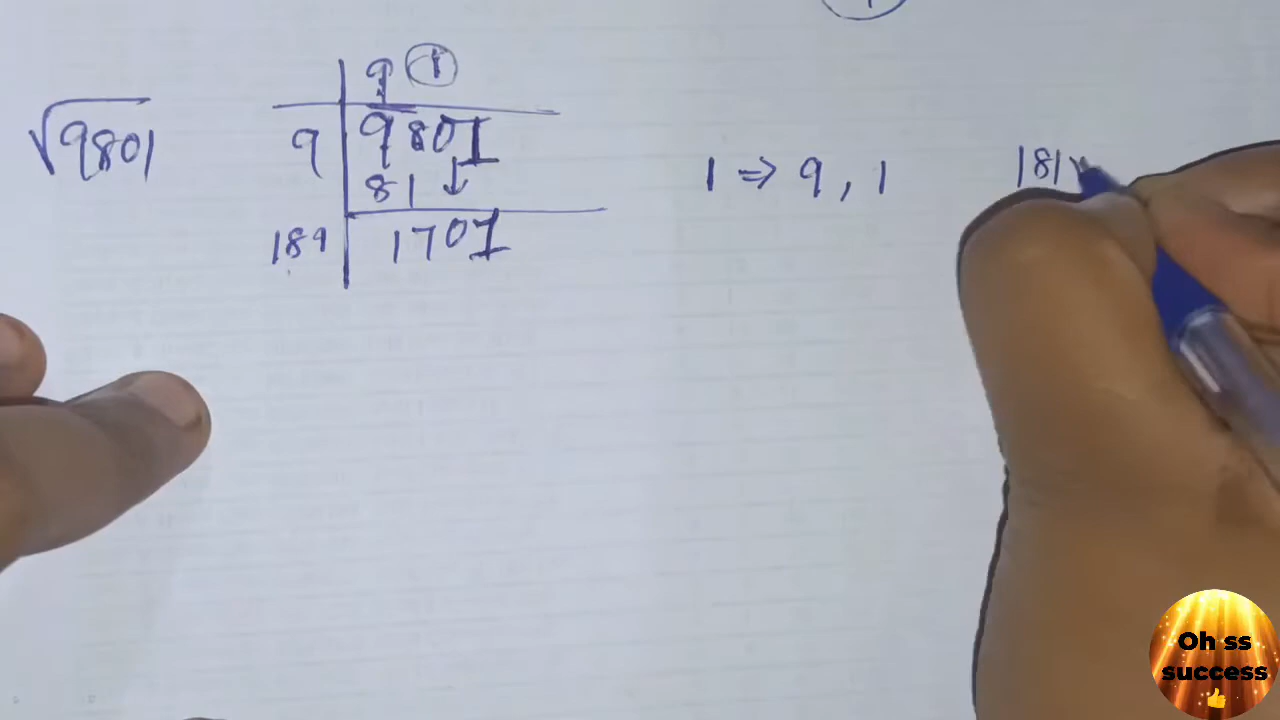 9 1
√9801
9 9801
81 ↓
189 1701
1 ⇒ 9, 1
181
Oh ss
success